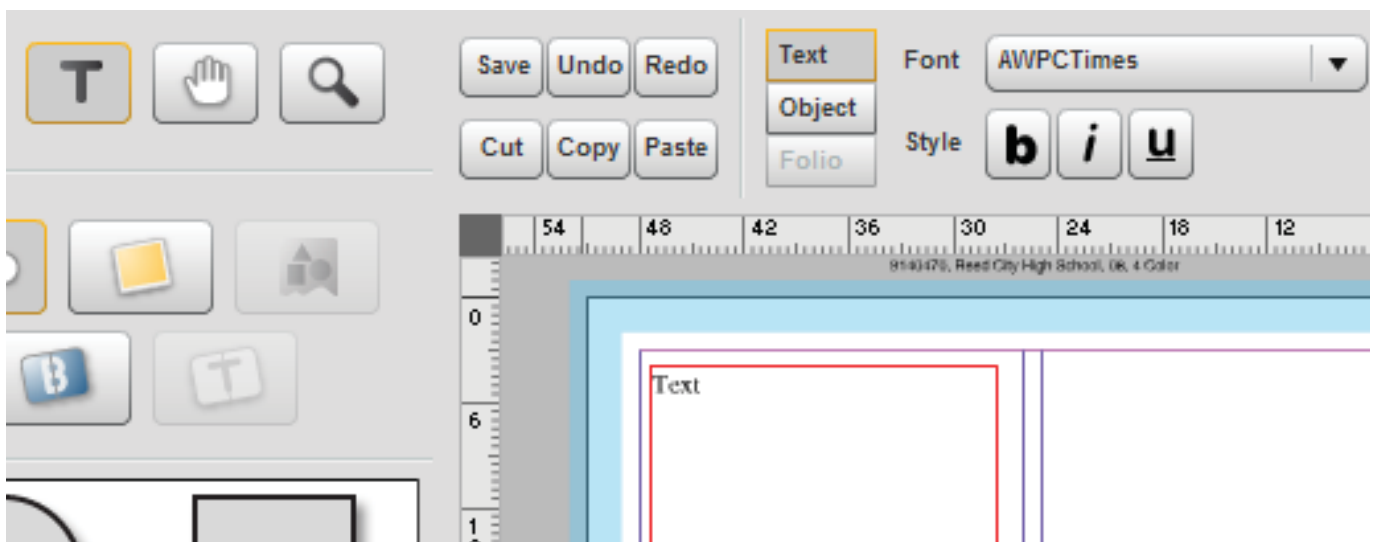 T
Save Undo Redo
Cut Copy Paste
Text
Object
Folio
Font AWPCTimes
Style b i u
54 48 42 36 30 24 18 12
9140470, Reed City High School, 08, 4 Color
0
6
1
B
T
Text